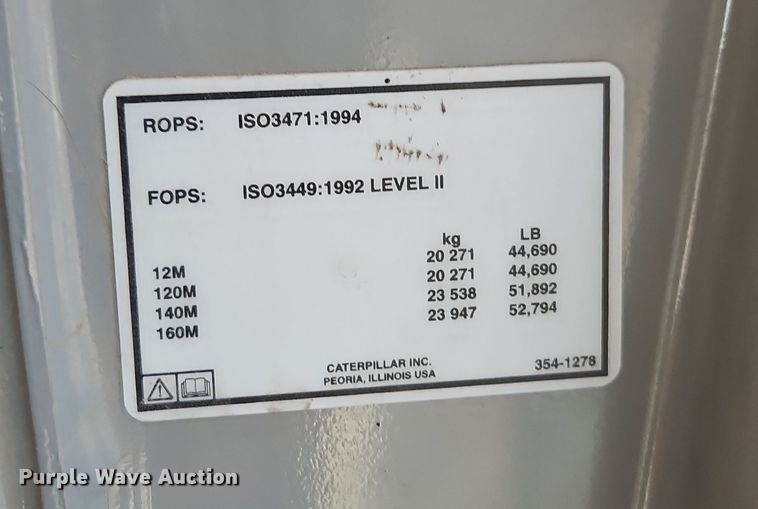 ROPS: ISO3471:1994
FOPS: ISO3449:1992 LEVEL II
kg LB
12M 20 271 44,690
120M 20 271 44,690
140M 23 538 51,892
160M 23 947 52,794
CATERPILLAR INC.
PEORIA, ILLINOIS USA
354-1278
Purple Wave Auction